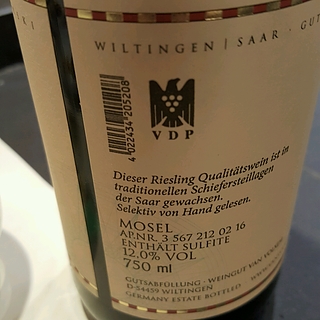 WILTINGEN | SAAR · GUT
VDP
4 022434 205208
Dieser Riesling Qualitätswein ist in
traditionellen Schiefersteillagen
der Saar gewachsen.
Selektiv von Hand gelesen.
MOSEL
AP.NR. 3 567 212 02 16
ENTHÄLT SULFITE
12,0% VOL
750 ml
GUTSABFÜLLUNG · WEINGUT VAN
D-54459 WILTINGEN
GERMANY ESTATE BOTTLED